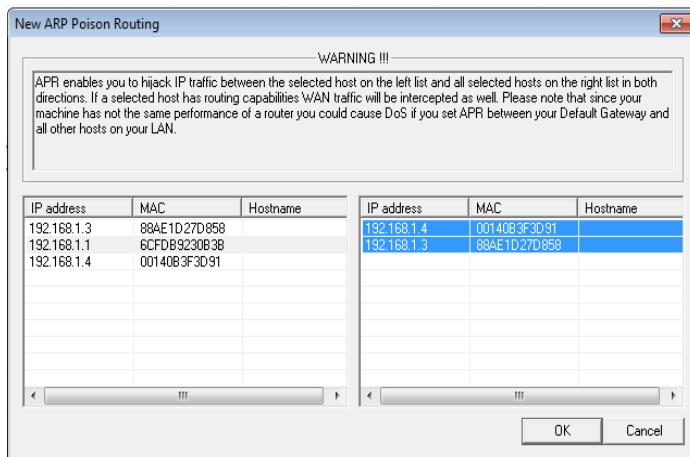 New ARP Poison Routing
WARNING !!!
APR enables you to hijack IP traffic between the selected host on the left list and all selected hosts on the right list in both
directions. If a selected host has routing capabilities WAN traffic will be intercepted as well. Please note that since your
machine has not the same performance of a router you could cause DoS if you set APR between your Default Gateway and
all other hosts on your LAN.
IP address MAC Hostname
192.168.1.3 88AE1D27D858
192.168.1.1 6CFDB9230B3B
192.168.1.4 00140B3F3D91
IP address MAC Hostname
192.168.1.4 00140B3F3D91
192.168.1.3 88AE1D27D858
OK Cancel